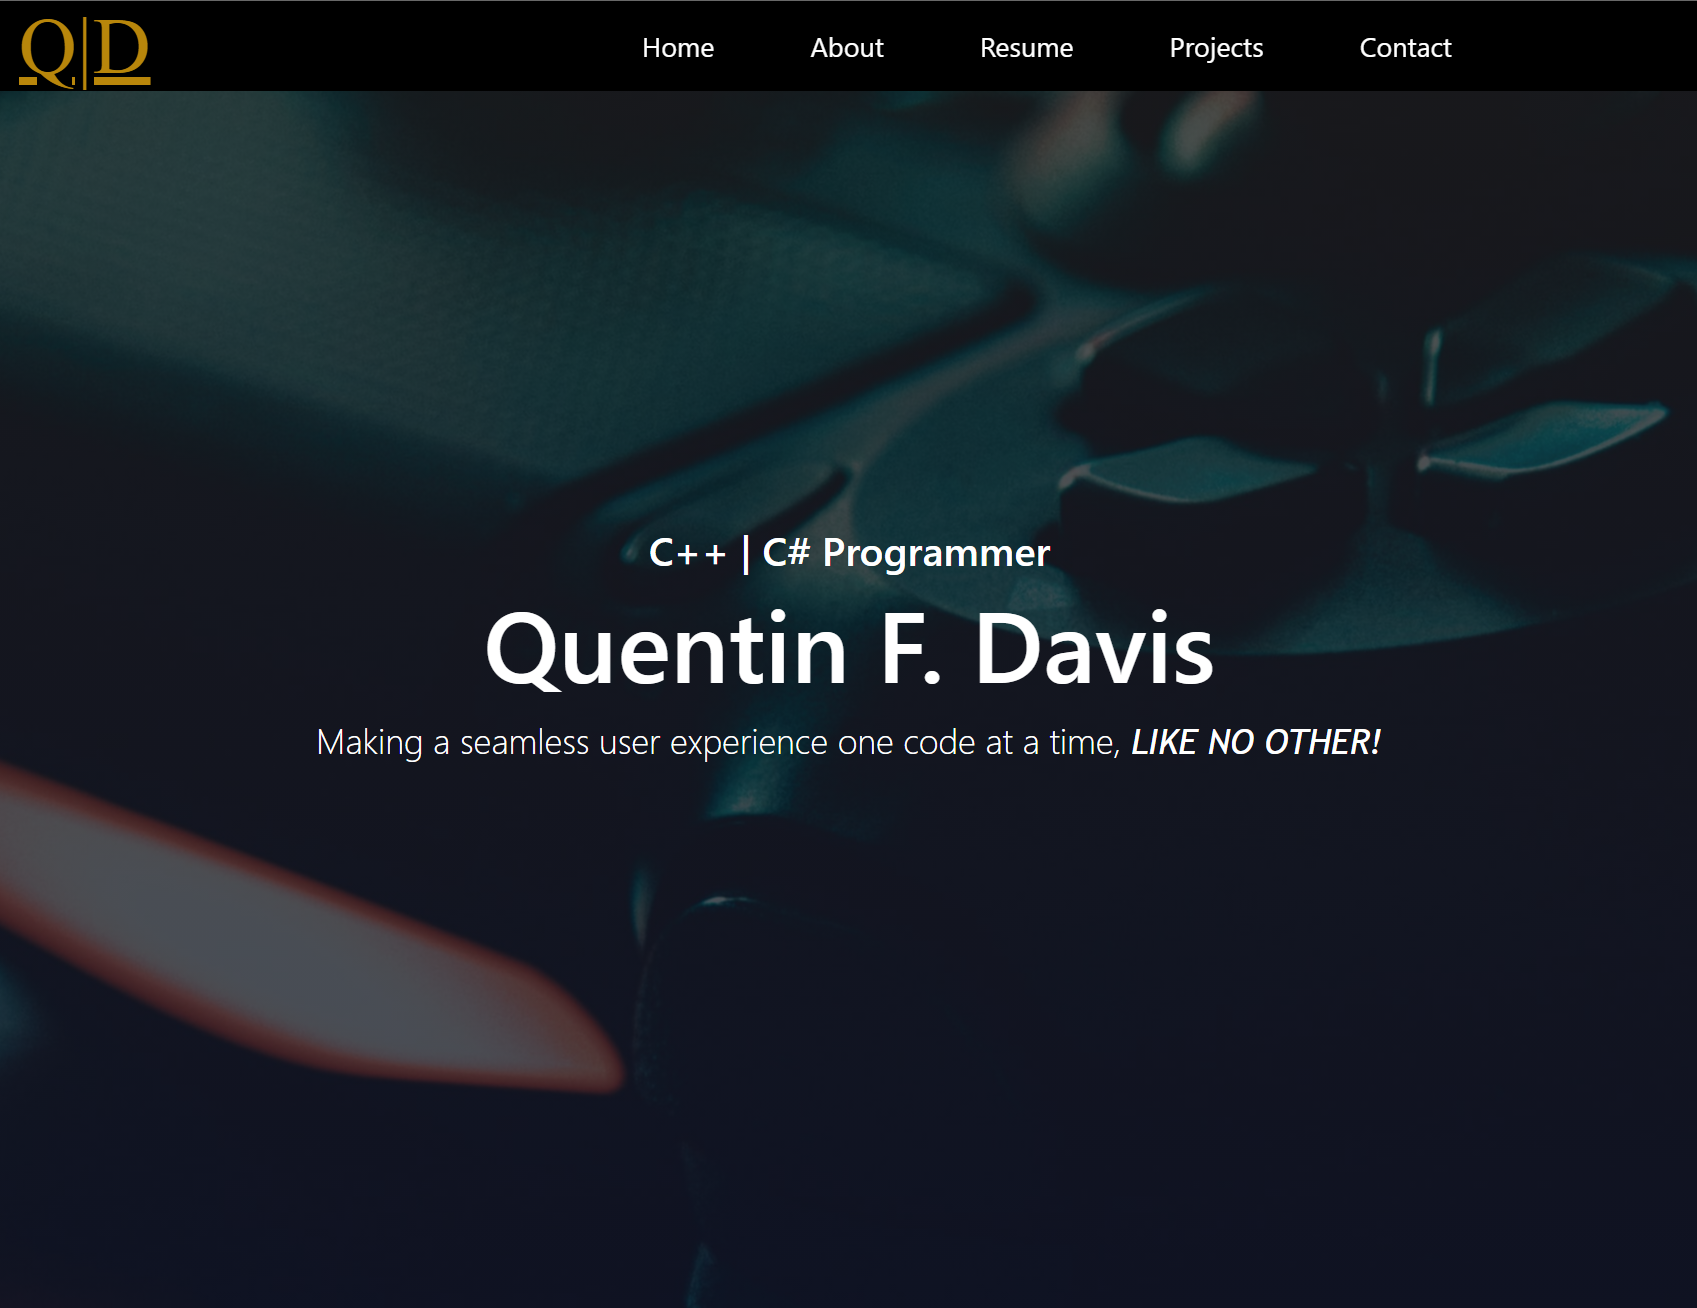 Q|D
Home About Resume Projects Contact
C++ | C# Programmer
Quentin F. Davis
Making a seamless user experience one code at a time, LIKE NO OTHER!